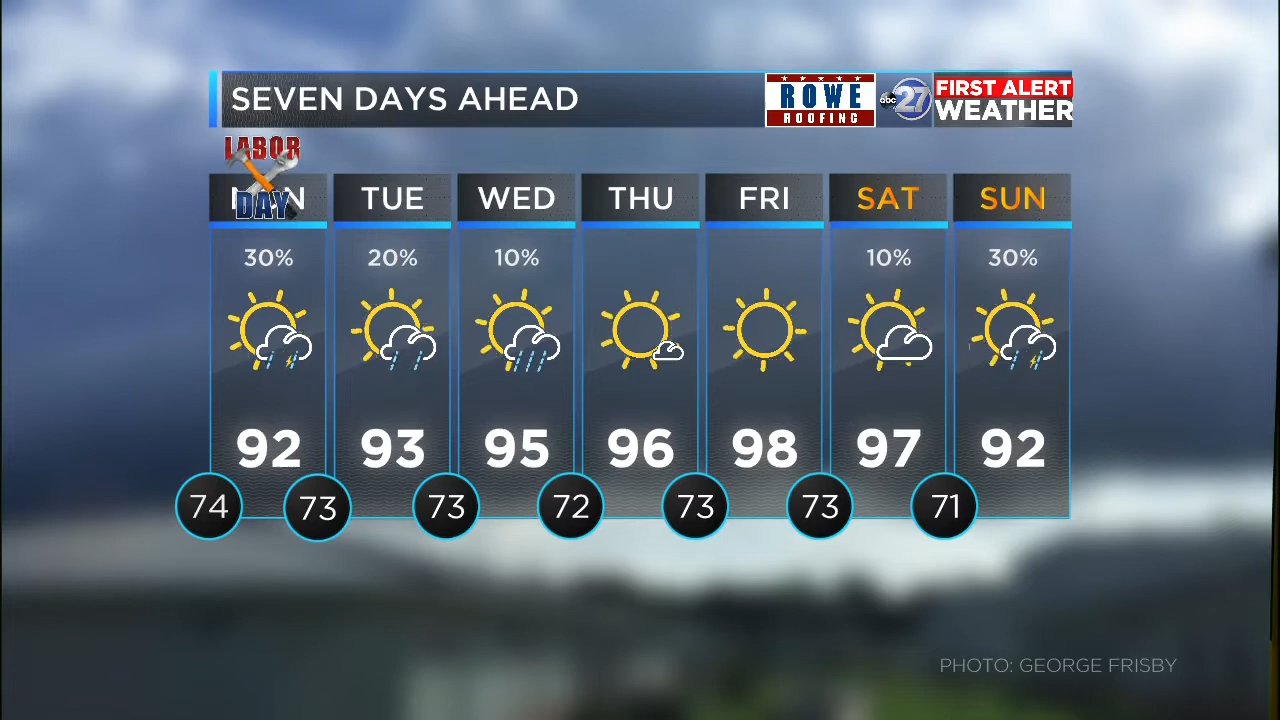 SEVEN DAYS AHEAD
ROWE
ROOFING
abc 27
FIRST ALERT
WEATHER
LABOR
DAY
MON TUE WED THU FRI SAT SUN
30% 20% 10% 10% 30%
92 93 95 96 98 97 92
74 73 73 72 73 73 71
PHOTO: GEORGE FRISBY